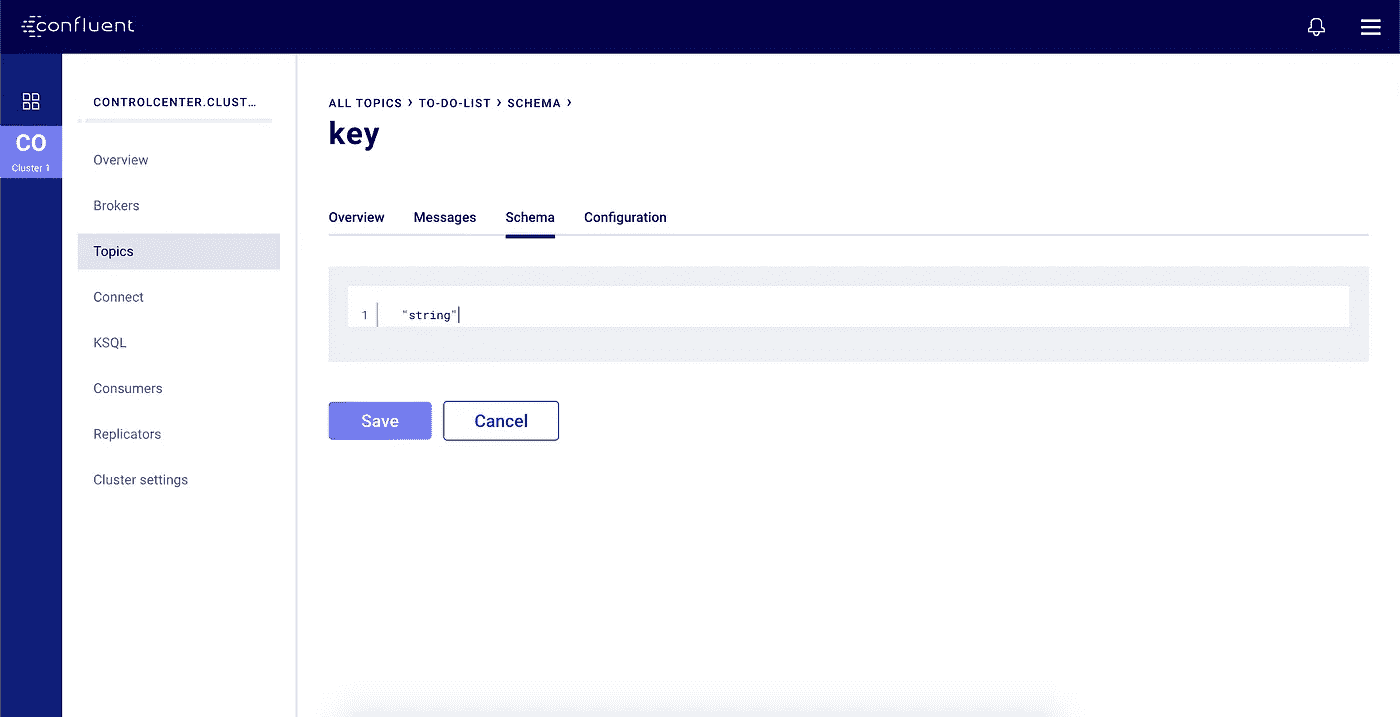 confluent
CO
Cluster 1
CONTROLCENTER.CLUST...
Overview
Brokers
Topics
Connect
KSQL
Consumers
Replicators
Cluster settings
ALL TOPICS > TO-DO-LIST > SCHEMA >
key
Overview Messages Schema Configuration
1 "string"
Save Cancel